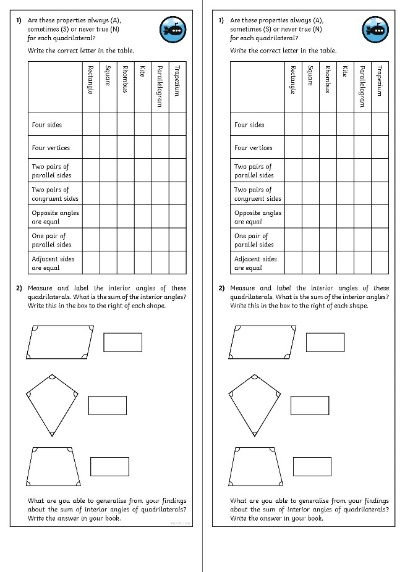 1) Are these properties always (A),
sometimes (S) or never true (N)
for each quadrilateral?
Write the correct letter in the table.
Rectangle
Square
Rhombus
Kite
Parallelogram
Trapezium
Four sides
Four vertices
Two pairs of
parallel sides
Two pairs of
congruent sides
Opposite angles
are equal
One pair of
parallel sides
Adjacent sides
are equal
2) Measure and label the interior angles of these
quadrilaterals. What is the sum of the interior angles?
Write this in the box to the right of each shape.
What are you able to generalise from your findings
about the sum of interior angles of quadrilaterals?
Write the answer in your book.
1) Are these properties always (A),
sometimes (S) or never true (N)
for each quadrilateral?
Write the correct letter in the table.
Rectangle
Square
Rhombus
Kite
Parallelogram
Trapezium
Four sides
Four vertices
Two pairs of
parallel sides
Two pairs of
congruent sides
Opposite angles
are equal
One pair of
parallel sides
Adjacent sides
are equal
2) Measure and label the interior angles of these
quadrilaterals. What is the sum of the interior angles?
Write this in the box to the right of each shape.
What are you able to generalise from your findings
about the sum of interior angles of quadrilaterals?
Write the answer in your book.